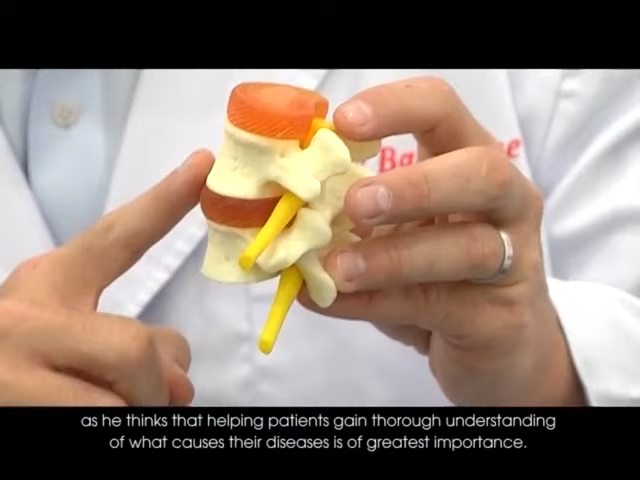 as he thinks that helping patients gain thorough understanding
of what causes their diseases is of greatest importance.